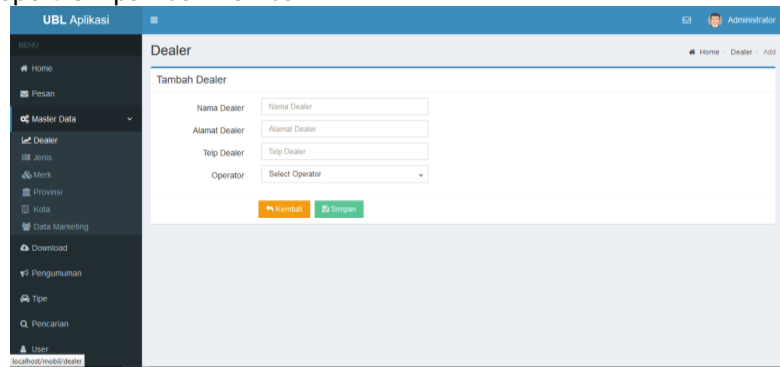 UBL Aplikasi
Administrator
MENU
Home
Pesan
Master Data
Dealer
Jenis
Merk
Provinsi
Kota
Data Marketing
Download
Pengumuman
Tipe
Pencarian
User
localhost/mobil/dealer
Dealer
Home - Dealer - Add
Tambah Dealer
Nama Dealer Nama Dealer
Alamat Dealer Alamat Dealer
Telp Dealer Telp Dealer
Operator Select Operator
Kembali Simpan